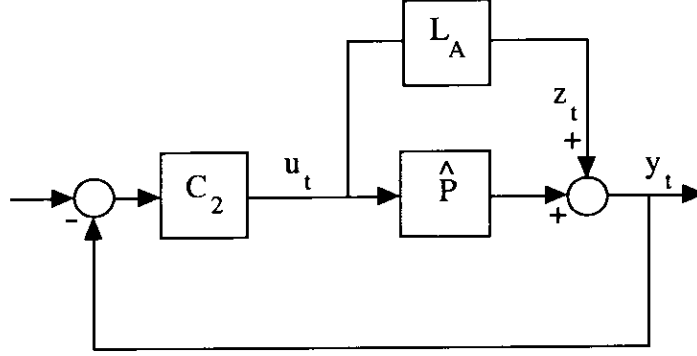 L_A
z_t
+
C_2
u_t
P̂
+
y_t
-